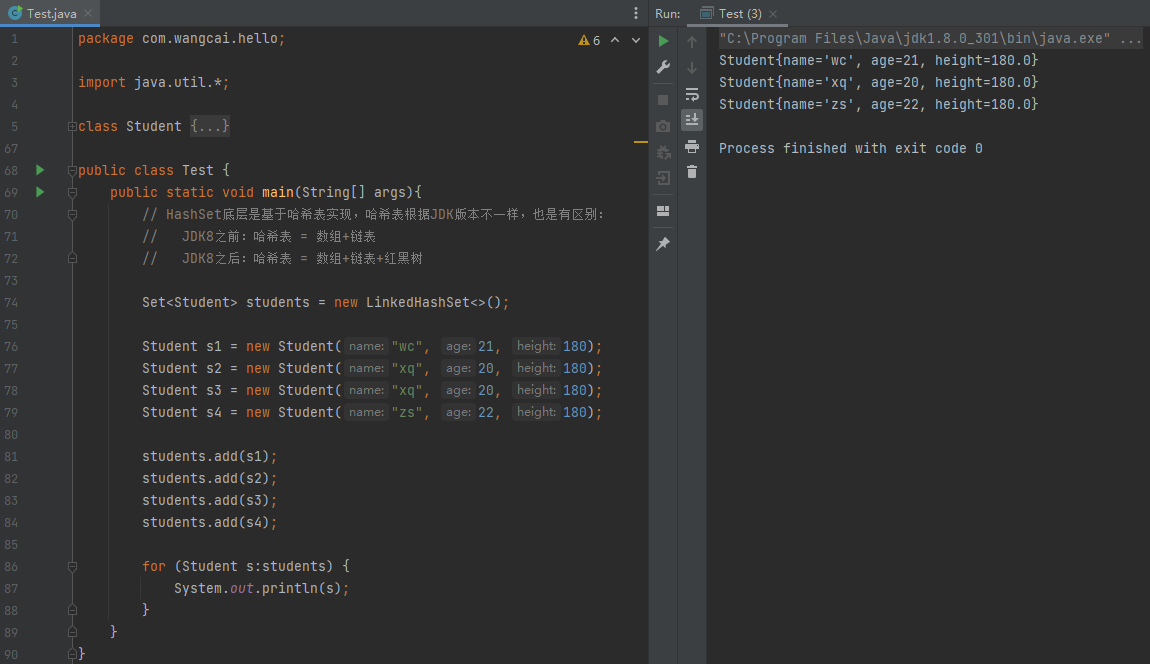 Test.java
1 package com.wangcai.hello;
6
2
3 import java.util.*;
4
5 class Student {...}
67
68 public class Test {
69 public static void main(String[] args){
70 // HashSet底层是基于哈希表实现，哈希表根据JDK版本不一样，也是有区别：
71 // JDK8之前：哈希表 = 数组+链表
72 // JDK8之后：哈希表 = 数组+链表+红黑树
73
74 Set<Student> students = new LinkedHashSet<>();
75
76 Student s1 = new Student( name: "wc", age: 21, height: 180);
77 Student s2 = new Student( name: "xq", age: 20, height: 180);
78 Student s3 = new Student( name: "xq", age: 20, height: 180);
79 Student s4 = new Student( name: "zs", age: 22, height: 180);
80
81 students.add(s1);
82 students.add(s2);
83 students.add(s3);
84 students.add(s4);
85
86 for (Student s:students) {
87 System.out.println(s);
88 }
89 }
90 }
Run: Test (3)
"C:\Program Files\Java\jdk1.8.0_301\bin\java.exe" ...
Student{name='wc', age=21, height=180.0}
Student{name='xq', age=20, height=180.0}
Student{name='zs', age=22, height=180.0}
Process finished with exit code 0